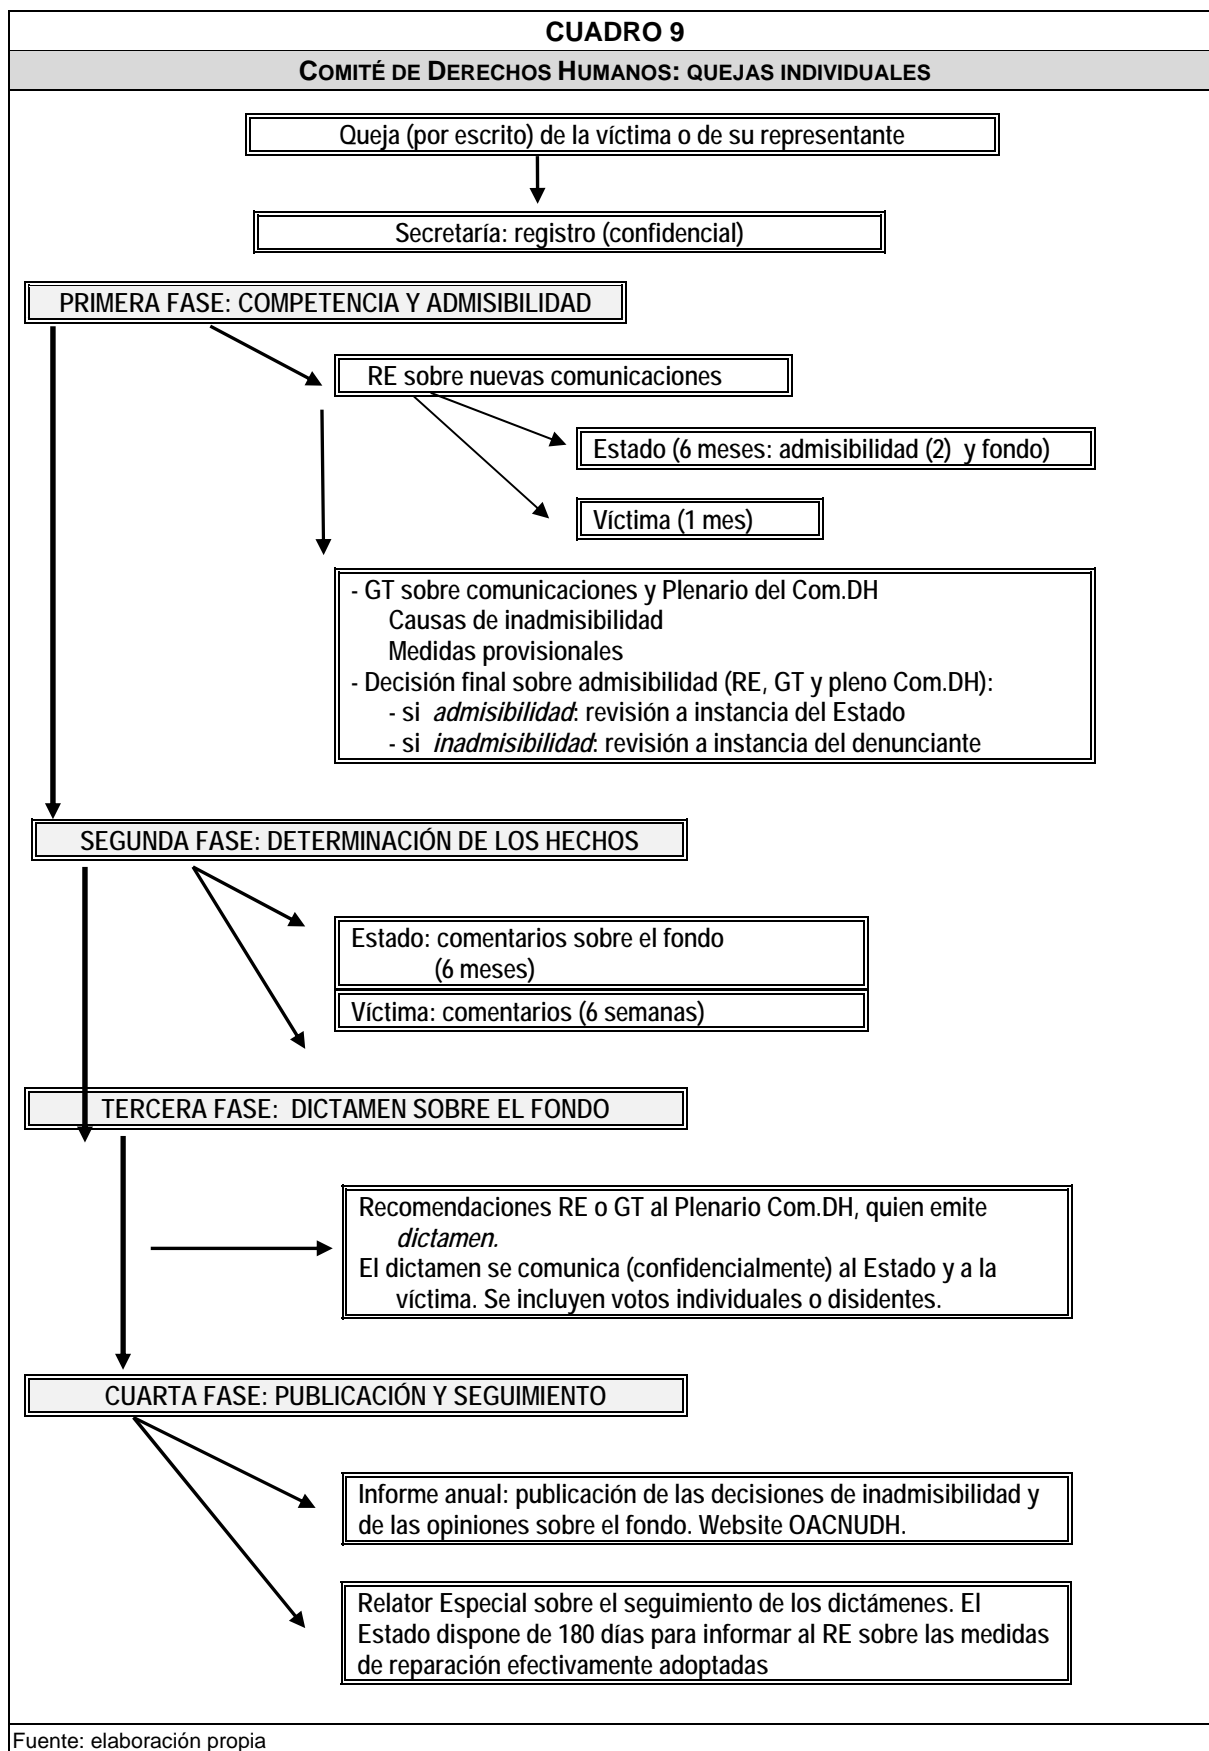 CUADRO 9
COMITÉ DE DERECHOS HUMANOS: QUEJAS INDIVIDUALES
Queja (por escrito) de la víctima o de su representante
Secretaría: registro (confidencial)
PRIMERA FASE: COMPETENCIA Y ADMISIBILIDAD
RE sobre nuevas comunicaciones
Estado (6 meses: admisibilidad (2) y fondo)
Víctima (1 mes)
- GT sobre comunicaciones y Plenario del Com.DH
Causas de inadmisibilidad
Medidas provisionales
- Decisión final sobre admisibilidad (RE, GT y pleno Com.DH):
- si admisibilidad: revisión a instancia del Estado
- si inadmisibilidad: revisión a instancia del denunciante
SEGUNDA FASE: DETERMINACIÓN DE LOS HECHOS
Estado: comentarios sobre el fondo
(6 meses)
Víctima: comentarios (6 semanas)
TERCERA FASE: DICTAMEN SOBRE EL FONDO
Recomendaciones RE o GT al Plenario Com.DH, quien emite
dictamen.
El dictamen se comunica (confidencialmente) al Estado y a la
víctima. Se incluyen votos individuales o disidentes.
CUARTA FASE: PUBLICACIÓN Y SEGUIMIENTO
Informe anual: publicación de las decisiones de inadmisibilidad y
de las opiniones sobre el fondo. Website OACNUDH.
Relator Especial sobre el seguimiento de los dictámenes. El
Estado dispone de 180 días para informar al RE sobre las medidas
de reparación efectivamente adoptadas
Fuente: elaboración propia